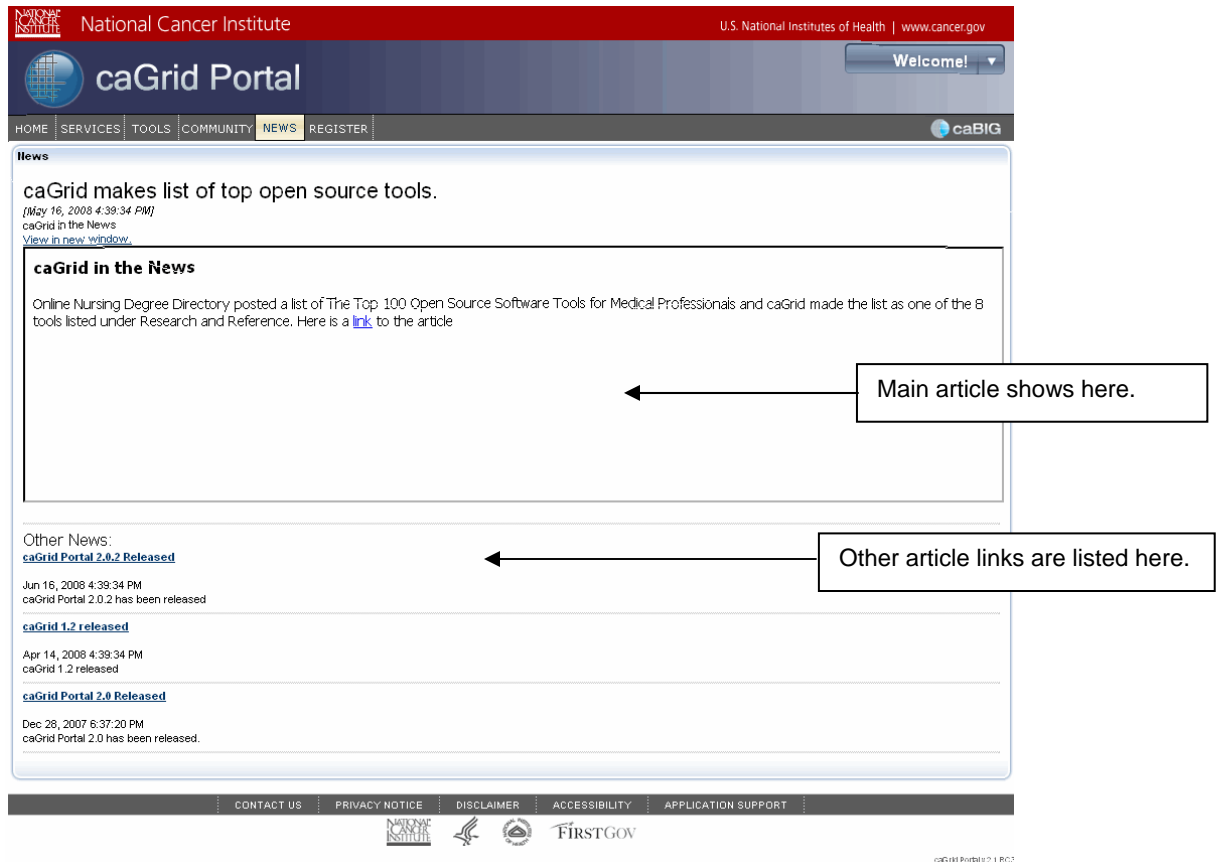 NATIONAL CANCER INSTITUTE National Cancer Institute U.S. National Institutes of Health | www.cancer.gov
caGrid Portal Welcome!
HOME SERVICES TOOLS COMMUNITY NEWS REGISTER caBIG
News
caGrid makes list of top open source tools.
[May 16, 2008 4:39:34 PM]
caGrid in the News
View in new window.
caGrid in the News
Online Nursing Degree Directory posted a list of The Top 100 Open Source Software Tools for Medical Professionals and caGrid made the list as one of the 8
tools listed under Research and Reference. Here is a link to the article
Main article shows here.
Other News:
caGrid Portal 2.0.2 Released
Other article links are listed here.
Jun 16, 2008 4:39:34 PM
caGrid Portal 2.0.2 has been released
caGrid 1.2 released
Apr 14, 2008 4:39:34 PM
caGrid 1.2 released
caGrid Portal 2.0 Released
Dec 28, 2007 6:37:20 PM
caGrid Portal 2.0 has been released.
CONTACT US PRIVACY NOTICE DISCLAIMER ACCESSIBILITY APPLICATION SUPPORT
NATIONAL CANCER INSTITUTE FIRSTGOV